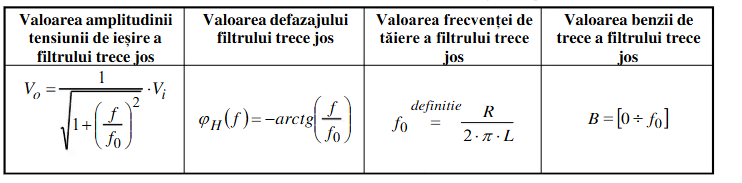 Valoarea amplitudinii tensiunii de ieșire a filtrului trece jos
Valoarea defazajului filtrului trece jos
Valoarea frecvenței de tăiere a filtrului trece jos
Valoarea benzii de trece a filtrului trece jos
V_o = \frac{1}{\sqrt{1+\left(\frac{f}{f_0}\right)^2}} \cdot V_i
\varphi_H(f) = -arctg\left(\frac{f}{f_0}\right)
f_0 \overset{definitie}{=} \frac{R}{2 \cdot \pi \cdot L}
B = [0 \div f_0]